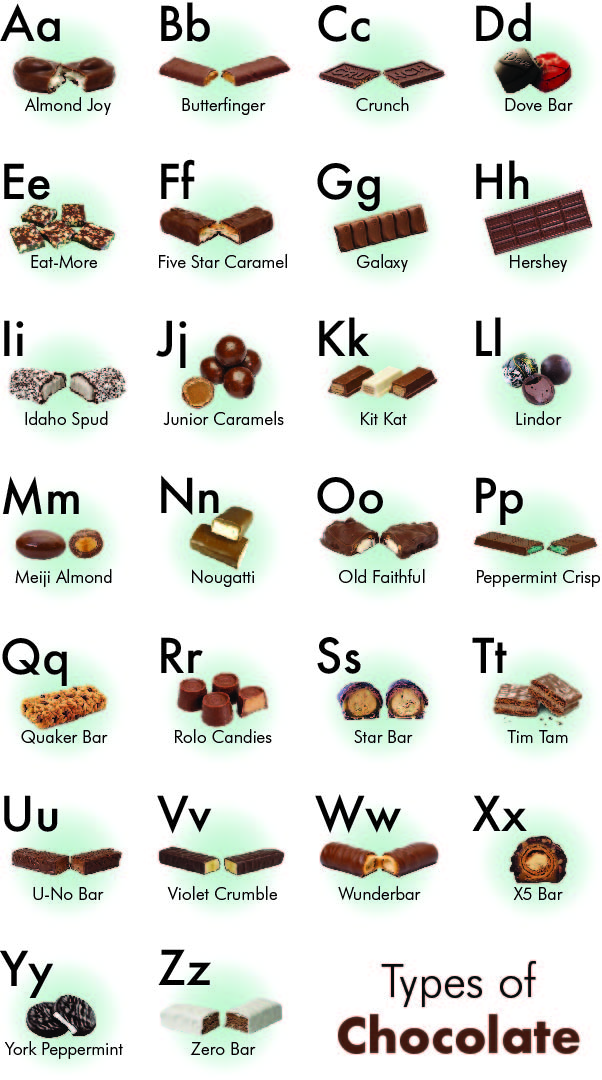 Aa Bb Cc Dd
Almond Joy Butterfinger Crunch Dove Bar
Ee Ff Gg Hh
Eat-More Five Star Caramel Galaxy Hershey
Ii Jj Kk Ll
Idaho Spud Junior Caramels Kit Kat Lindor
Mm Nn Oo Pp
Meiji Almond Nougatti Old Faithful Peppermint Crisp
Qq Rr Ss Tt
Quaker Bar Rolo Candies Star Bar Tim Tam
Uu Vv Ww Xx
U-No Bar Violet Crumble Wunderbar X5 Bar
Yy Zz
York Peppermint Zero Bar
Types of
Chocolate